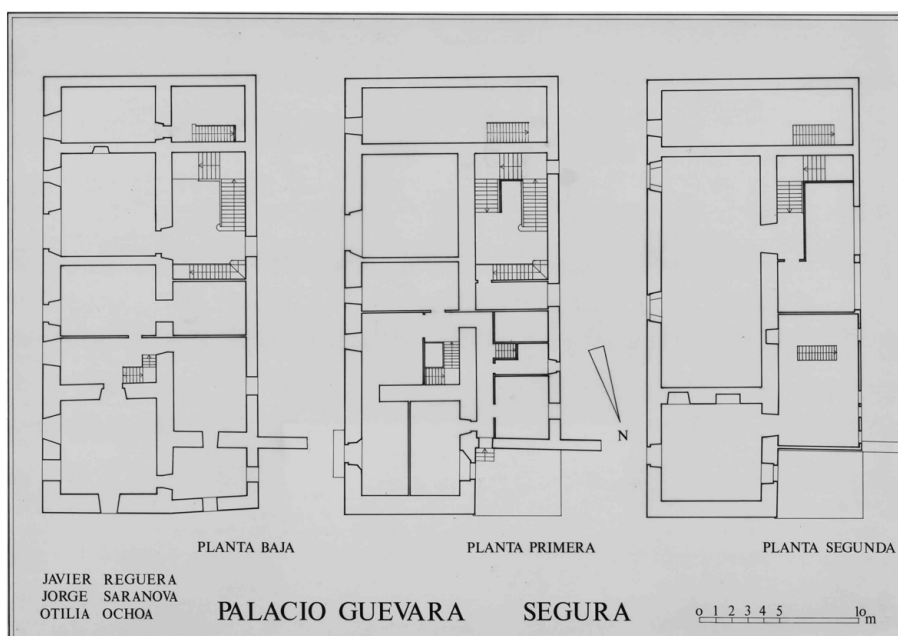 N
PLANTA BAJA
PLANTA PRIMERA
PLANTA SEGUNDA
JAVIER REGUERA
JORGE SARANOVA
OTILIA OCHOA
PALACIO GUEVARA SEGURA
0 1 2 3 4 5 10 m